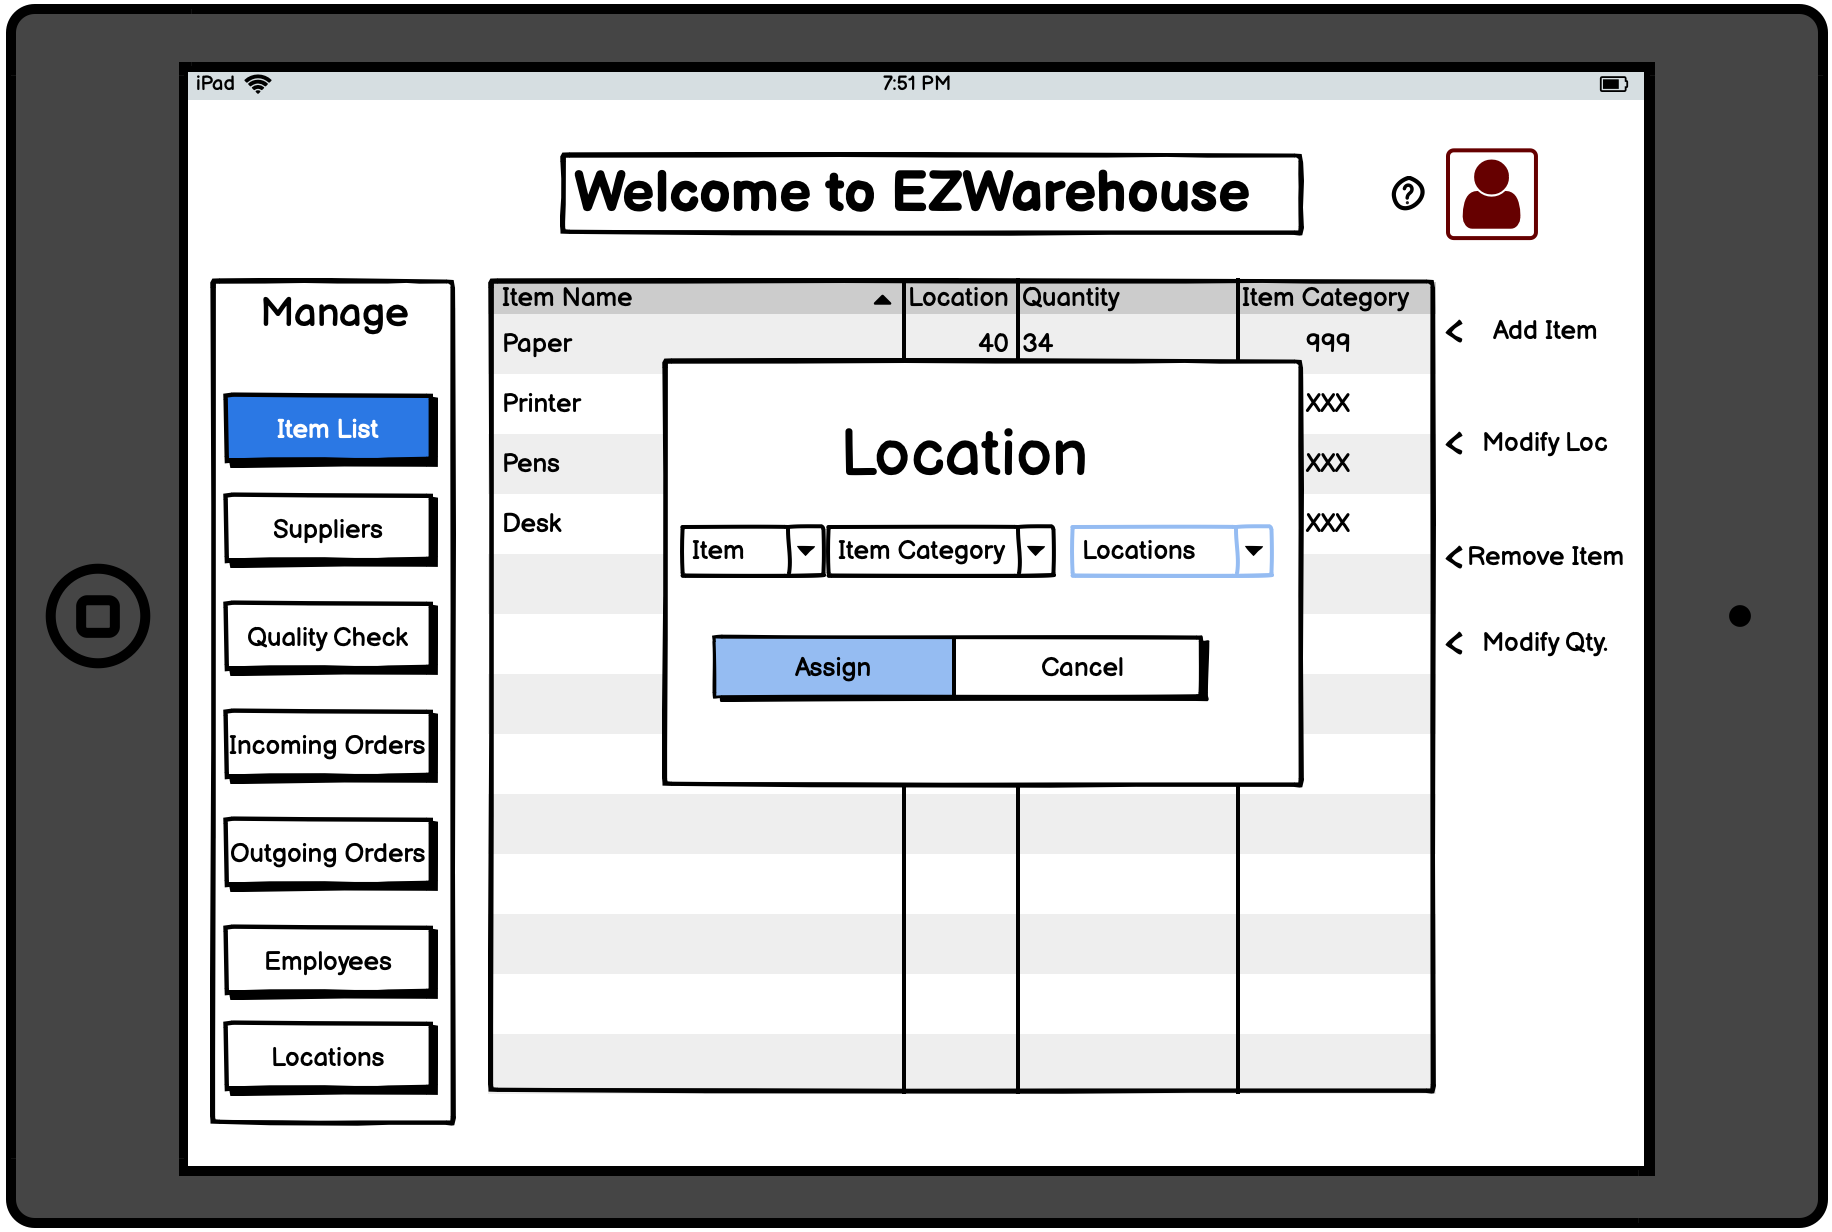 iPad
7:51 PM
Welcome to EZWarehouse
?
Manage
Item List
Suppliers
Quality Check
Incoming Orders
Outgoing Orders
Employees
Locations
Item Name Location Quantity Item Category
Paper 40 34 999
Printer XXX
Pens XXX
Desk XXX
Location
Item Item Category Locations
Assign Cancel
< Add Item
< Modify Loc
< Remove Item
< Modify Qty.